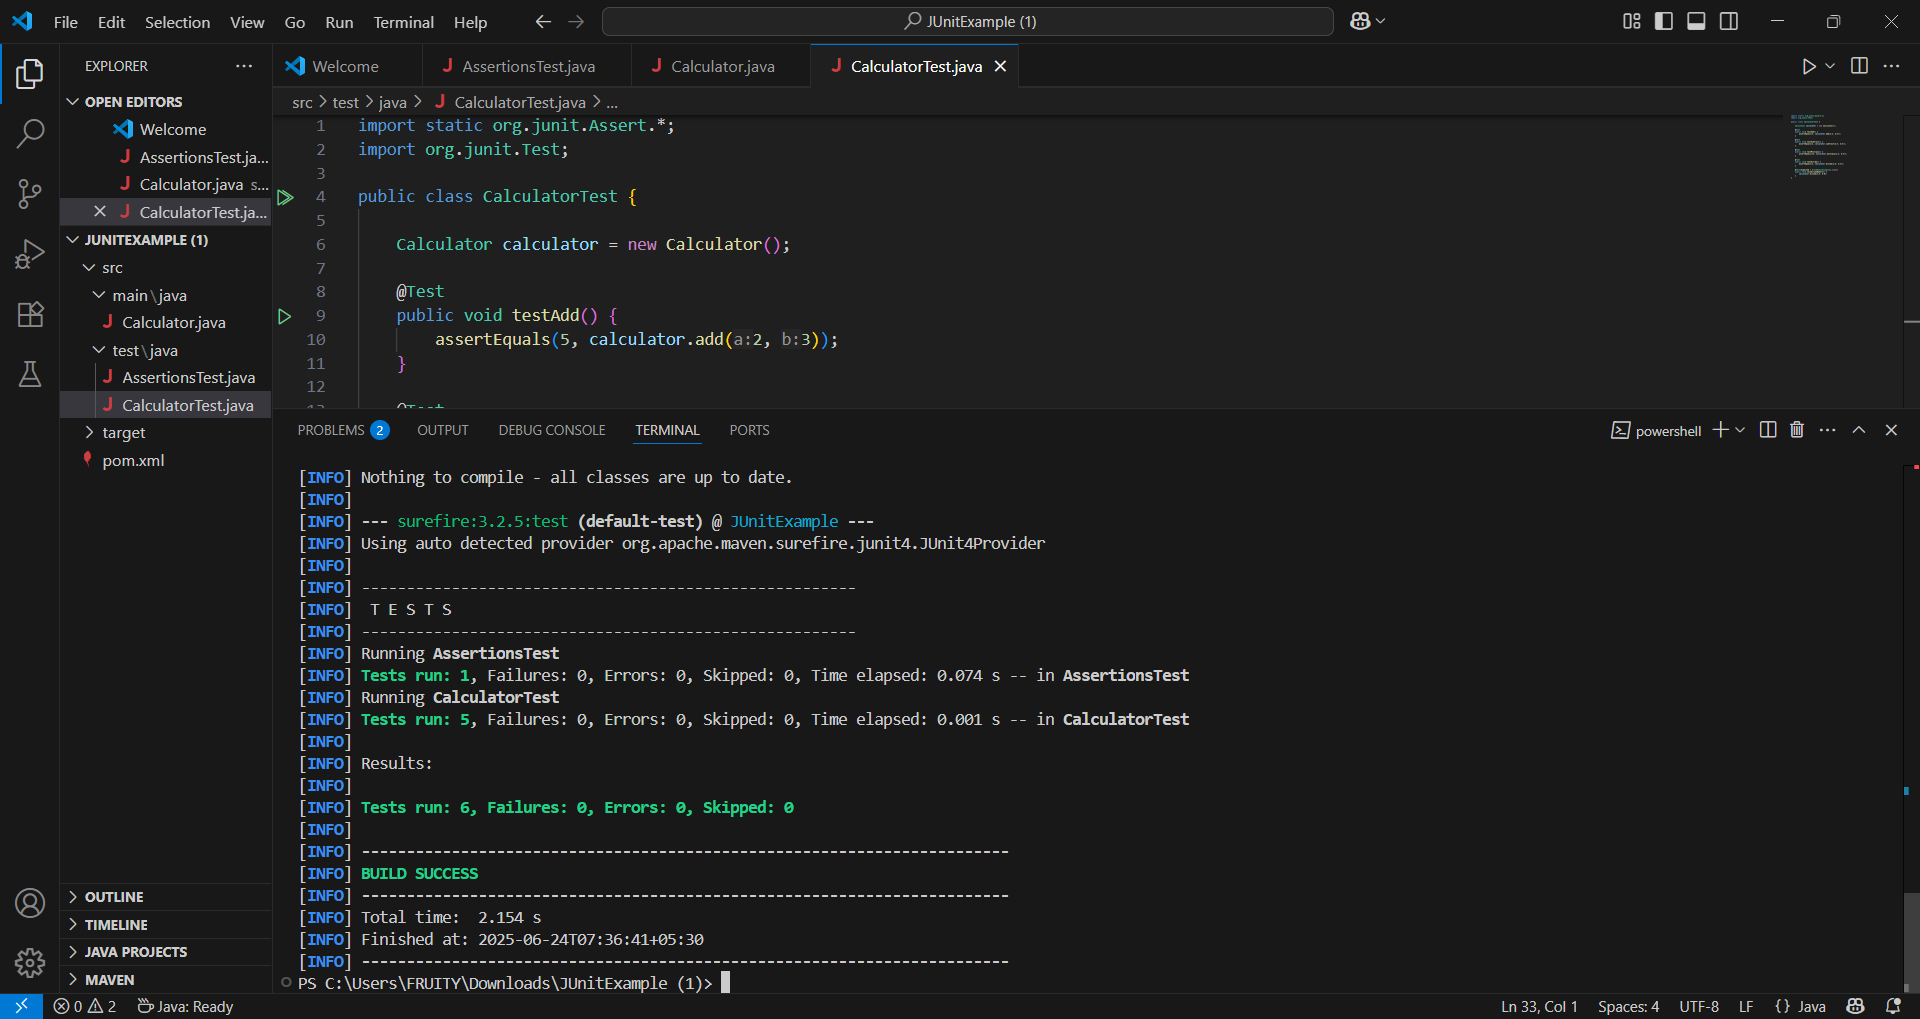 File Edit Selection View Go Run Terminal Help
JUnitExample (1)
EXPLORER
OPEN EDITORS
Welcome
AssertionsTest.ja...
Calculator.java s...
CalculatorTest.ja...
JUNITEXAMPLE (1)
src
main\java
Calculator.java
test\java
AssertionsTest.java
CalculatorTest.java
target
pom.xml
OUTLINE
TIMELINE
JAVA PROJECTS
MAVEN
Welcome AssertionsTest.java Calculator.java CalculatorTest.java
src > test > java > CalculatorTest.java > ...
1 import static org.junit.Assert.*;
2 import org.junit.Test;
3
4 public class CalculatorTest {
5
6 Calculator calculator = new Calculator();
7
8 @Test
9 public void testAdd() {
10 assertEquals(5, calculator.add(a:2, b:3));
11 }
12
13 @Test
PROBLEMS 2 OUTPUT DEBUG CONSOLE TERMINAL PORTS
powershell
[INFO] Nothing to compile - all classes are up to date.
[INFO]
[INFO] --- surefire:3.2.5:test (default-test) @ JUnitExample ---
[INFO] Using auto detected provider org.apache.maven.surefire.junit4.JUnit4Provider
[INFO]
[INFO] -------------------------------------------------------
[INFO]  T E S T S
[INFO] -------------------------------------------------------
[INFO] Running AssertionsTest
[INFO] Tests run: 1, Failures: 0, Errors: 0, Skipped: 0, Time elapsed: 0.074 s -- in AssertionsTest
[INFO] Running CalculatorTest
[INFO] Tests run: 5, Failures: 0, Errors: 0, Skipped: 0, Time elapsed: 0.001 s -- in CalculatorTest
[INFO]
[INFO] Results:
[INFO]
[INFO] Tests run: 6, Failures: 0, Errors: 0, Skipped: 0
[INFO]
[INFO] ------------------------------------------------------------------------
[INFO] BUILD SUCCESS
[INFO] ------------------------------------------------------------------------
[INFO] Total time:  2.154 s
[INFO] Finished at: 2025-06-24T07:36:41+05:30
[INFO] ------------------------------------------------------------------------
PS C:\Users\FRUITY\Downloads\JUnitExample (1)>
0 2 Java: Ready
Ln 33, Col 1 Spaces: 4 UTF-8 LF {} Java